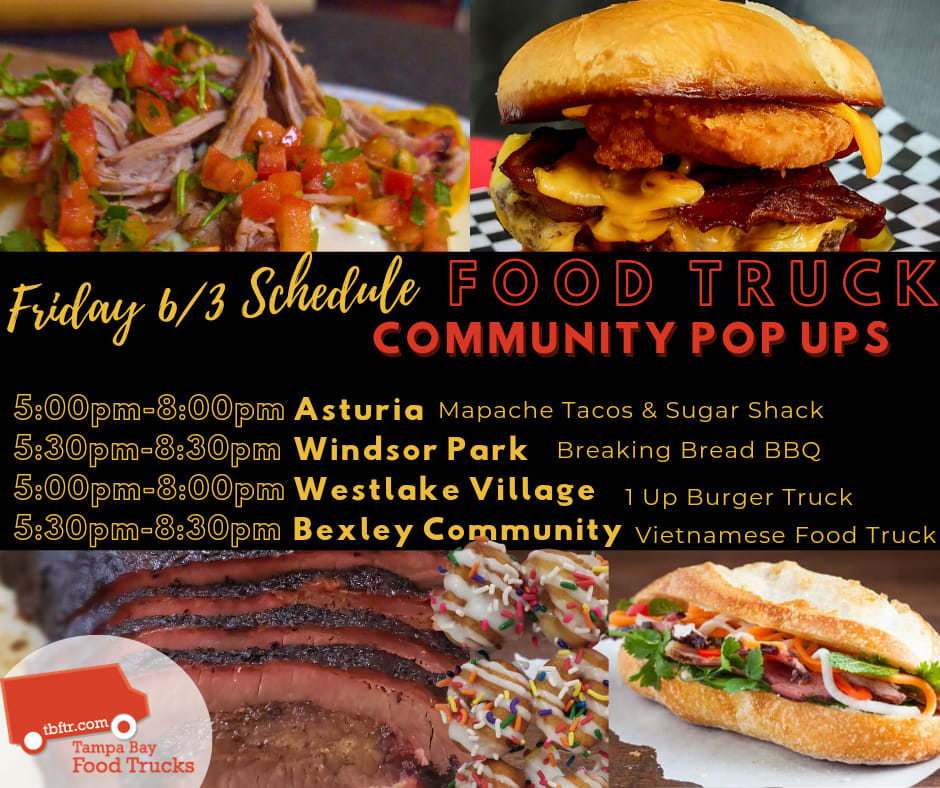 Friday 6/3 Schedule FOOD TRUCK
COMMUNITY POP UPS
5:00pm-8:00pm Asturia Mapache Tacos & Sugar Shack
5:30pm-8:30pm Windsor Park Breaking Bread BBQ
5:00pm-8:00pm Westlake Village 1 Up Burger Truck
5:30pm-8:30pm Bexley Community Vietnamese Food Truck
tbftr.com
Tampa Bay
Food Trucks